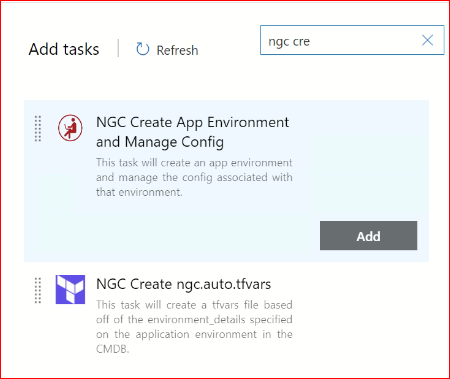 Add tasks
Refresh
ngc cre
NGC Create App Environment
and Manage Config
This task will create an app environment
and manage the config associated with
that environment.
Add
NGC Create ngc.auto.tfvars
This task will create a tfvars file based
off of the environment_details specified
on the application environment in the
CMDB.